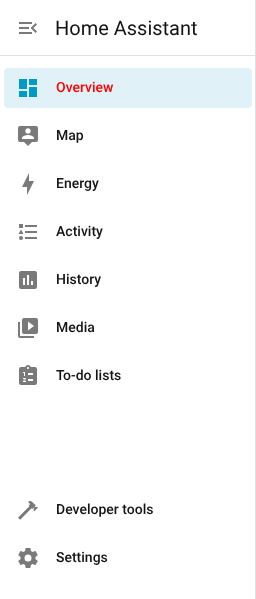 Home Assistant
Overview
Map
Energy
Activity
History
Media
To-do lists
Developer tools
Settings